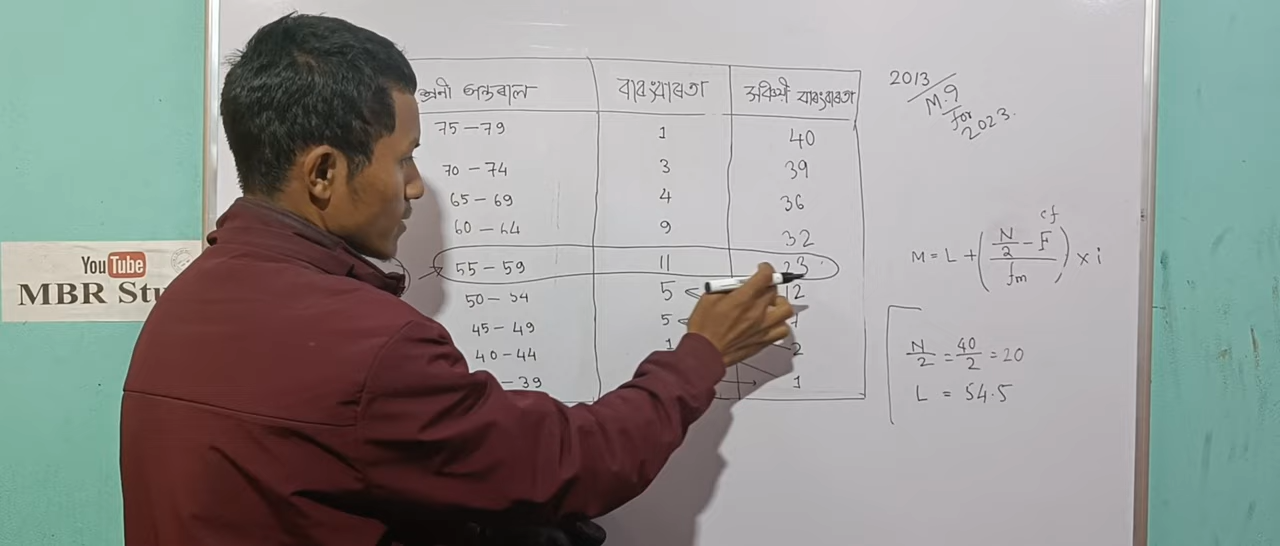 শ্ৰেনী অন্তৰাল বাৰংবাৰতা সঞ্চিত বাৰংবাৰতা
75-79 1 40
70-74 3 39
65-69 4 36
60-64 9 32
55-59 11 23
50-54 5 12
45-49 5 7
40-44 1 2
-39 1
2013
M.9
for
2023.
cf
M = L + ( (N/2 - F) / fm ) × i
N/2 = 40/2 = 20
L = 54.5
YouTube
MBR